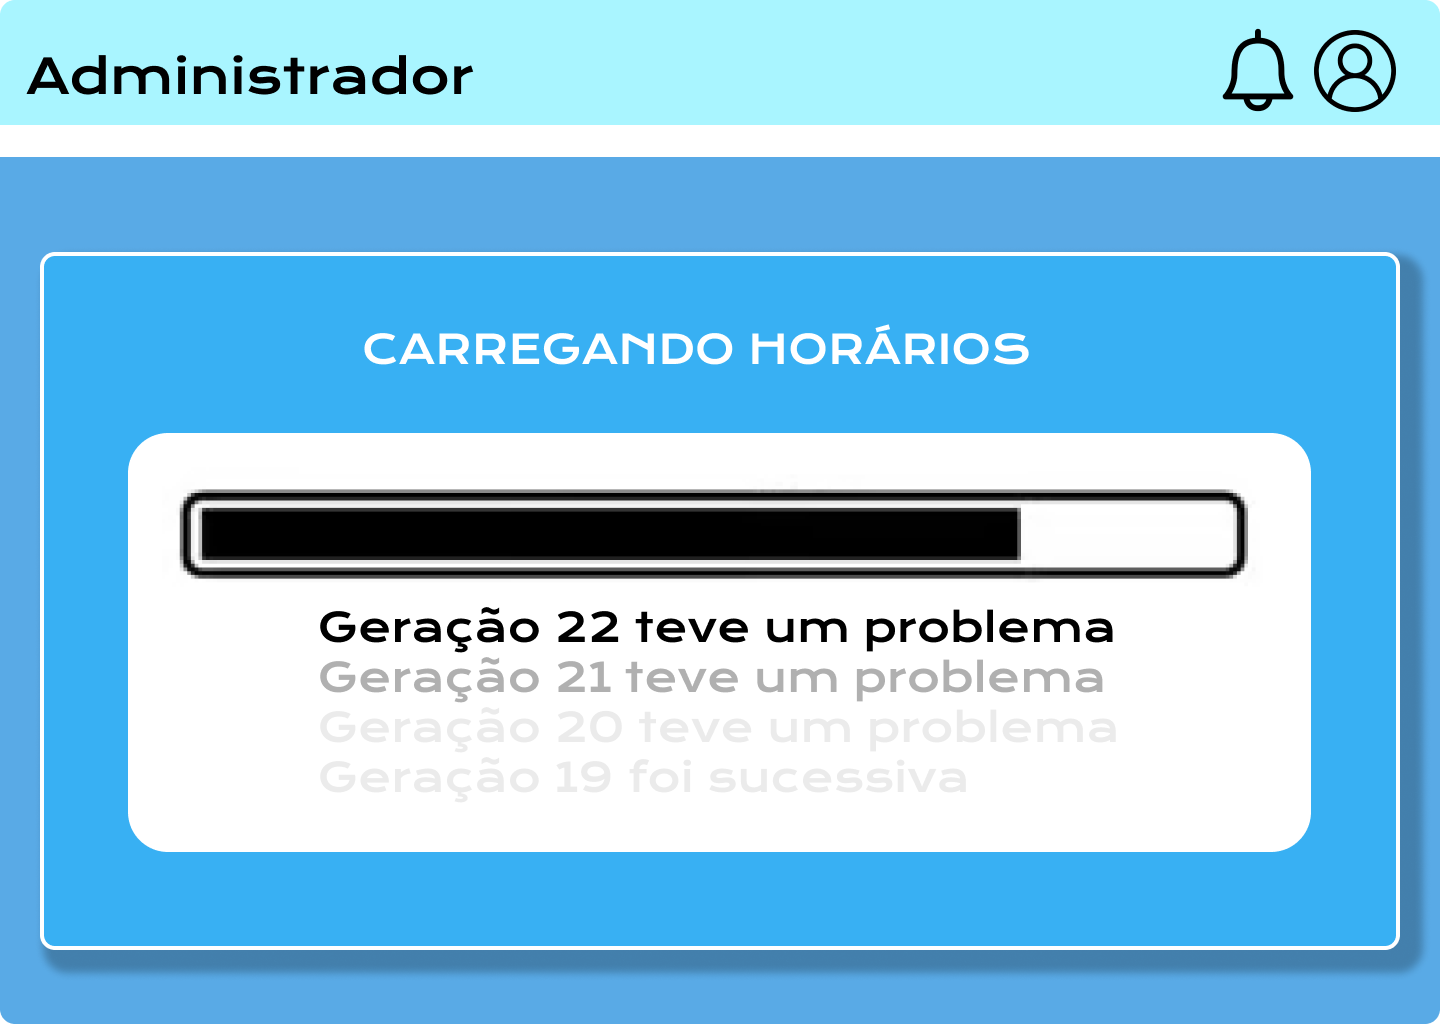 Administrador
CARREGANDO HORÁRIOS
Geração 22 teve um problema
Geração 21 teve um problema
Geração 20 teve um problema
Geração 19 foi sucessiva